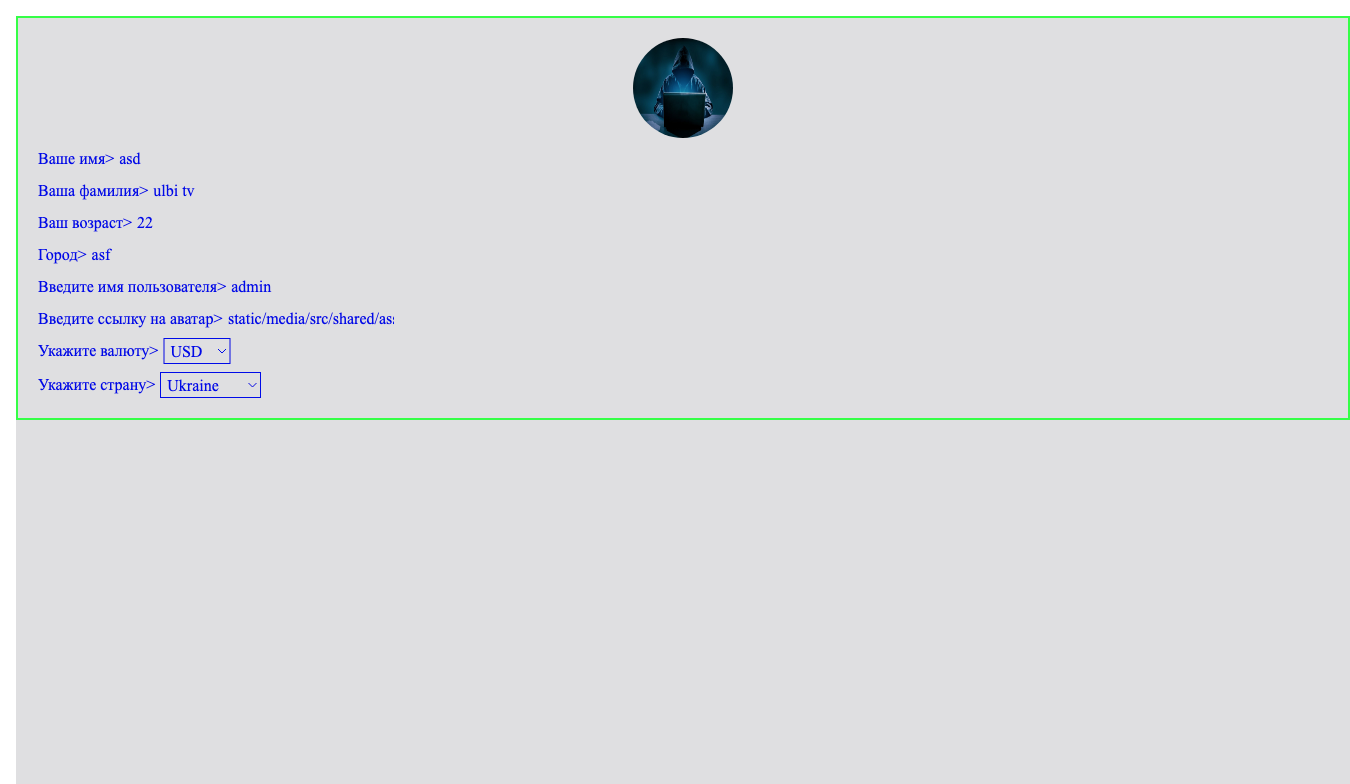 Ваше имя> asd
Ваша фамилия> ulbi tv
Ваш возраст> 22
Город> asf
Введите имя пользователя> admin
Введите ссылку на аватар> static/media/src/shared/as
Укажите валюту> USD
Укажите страну> Ukraine